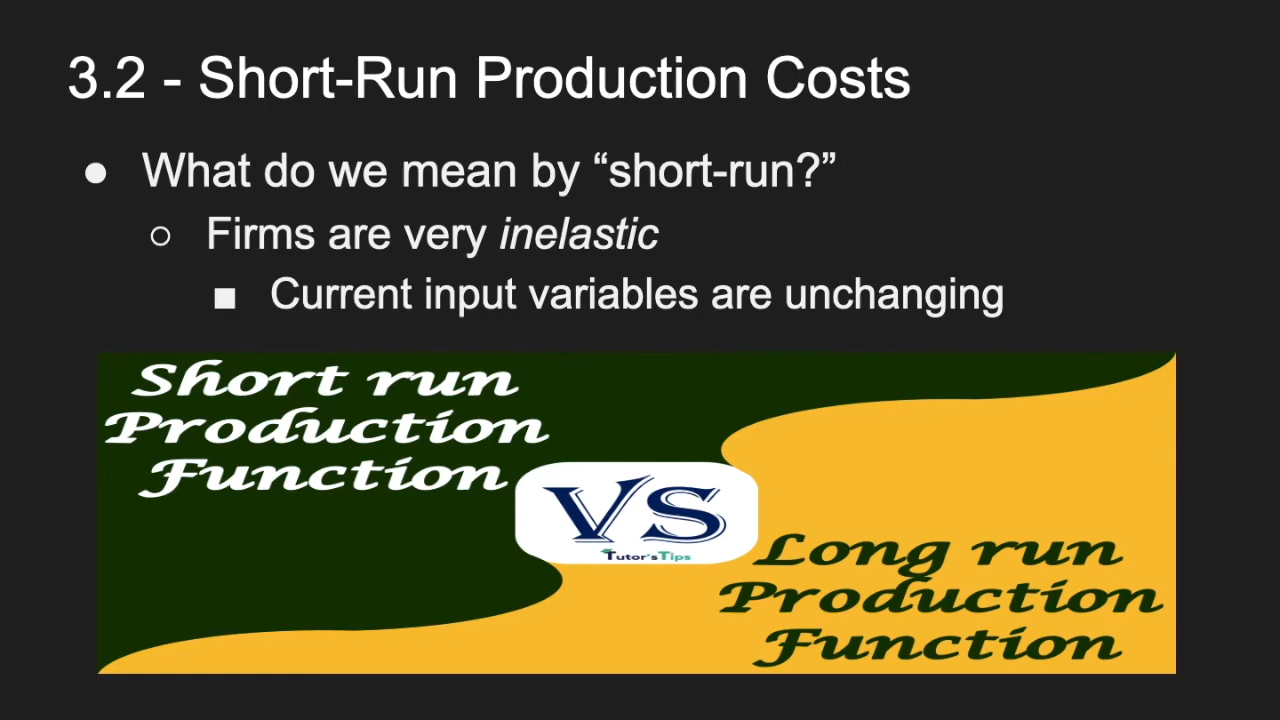 3.2 - Short-Run Production Costs
● What do we mean by “short-run?”
○ Firms are very inelastic
■ Current input variables are unchanging
Short run
Production
Function
VS
Tutor'sTips
Long run
Production
Function